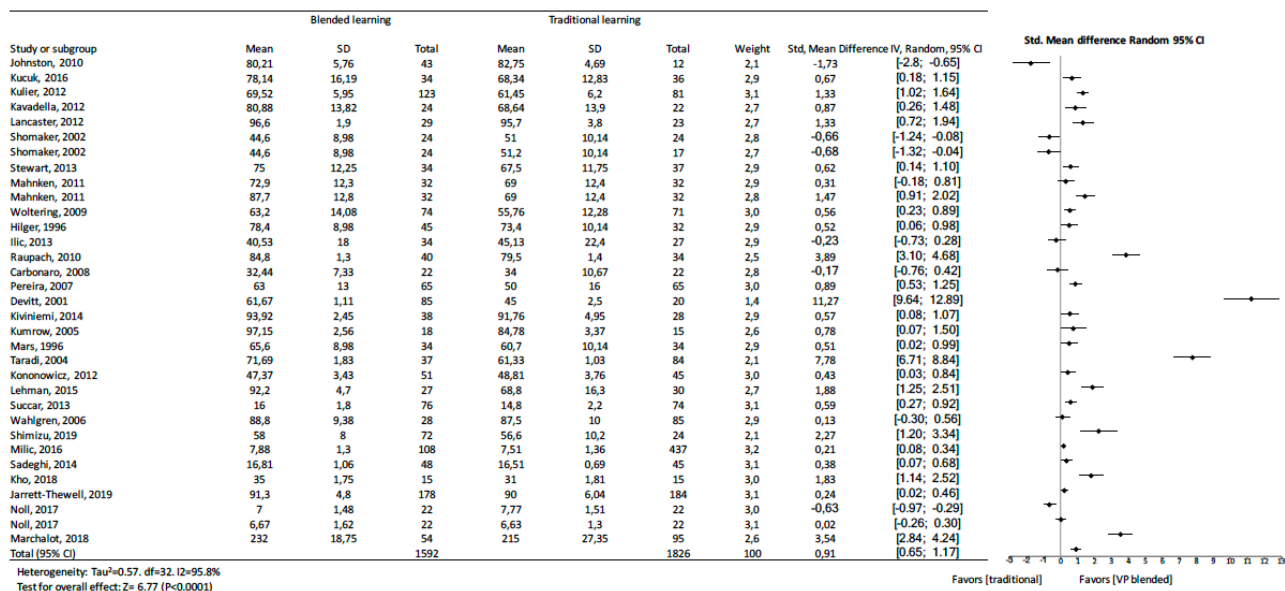 Blended learning Traditional learning
Study or subgroup Mean SD Total Mean SD Total Weight Std, Mean Difference IV, Random, 95% CI
Std. Mean difference Random 95% CI
Johnston, 2010 80,21 5,76 43 82,75 4,69 12 2,1 -1,73 [-2.8; -0.65]
Kucuk, 2016 78,14 16,19 34 68,34 12,83 36 2,9 0,67 [0.18; 1.15]
Kulier, 2012 69,52 5,95 123 61,45 6,2 81 3,1 1,33 [1.02; 1.64]
Kavadella, 2012 80,88 13,82 24 68,64 13,9 22 2,7 0,87 [0.26; 1.48]
Lancaster, 2012 96,6 1,9 29 95,7 3,8 23 2,7 1,33 [0.72; 1.94]
Shomaker, 2002 44,6 8,98 24 51 10,14 24 2,8 -0,66 [-1.24; -0.08]
Shomaker, 2002 44,6 8,98 24 51,2 10,14 17 2,7 -0,68 [-1.32; -0.04]
Stewart, 2013 75 12,25 34 67,5 11,75 37 2,9 0,62 [0.14; 1.10]
Mahnken, 2011 72,9 12,3 32 69 12,4 32 2,9 0,31 [-0.18; 0.81]
Mahnken, 2011 87,7 12,8 32 69 12,4 32 2,8 1,47 [0.91; 2.02]
Woltering, 2009 63,2 14,08 74 55,76 12,28 71 3,0 0,56 [0.23; 0.89]
Hilger, 1996 78,4 8,98 45 73,4 10,14 32 2,9 0,52 [0.06; 0.98]
Ilic, 2013 40,53 18 34 45,13 22,4 27 2,9 -0,23 [-0.73; 0.28]
Raupach, 2010 84,8 1,3 40 79,5 1,4 34 2,5 3,89 [3.10; 4.68]
Carbonaro, 2008 32,44 7,33 22 34 10,67 22 2,8 -0,17 [-0.76; 0.42]
Pereira, 2007 63 13 65 50 16 65 3,0 0,89 [0.53; 1.25]
Devitt, 2001 61,67 1,11 85 45 2,5 20 1,4 11,27 [9.64; 12.89]
Kiviniemi, 2014 93,92 2,45 38 91,76 4,95 28 2,9 0,57 [0.08; 1.07]
Kumrow, 2005 97,15 2,56 18 84,78 3,37 15 2,6 0,78 [0.07; 1.50]
Mars, 1996 65,6 8,98 34 60,7 10,14 34 2,9 0,51 [0.02; 0.99]
Taradi, 2004 71,69 1,83 37 61,33 1,03 84 2,1 7,78 [6.71; 8.84]
Kononowicz, 2012 47,37 3,43 51 48,81 3,76 45 3,0 0,43 [0.03; 0.84]
Lehman, 2015 92,2 4,7 27 68,8 16,3 30 2,7 1,88 [1.25; 2.51]
Succar, 2013 16 1,8 76 14,8 2,2 74 3,1 0,59 [0.27; 0.92]
Wahlgren, 2006 88,8 9,38 28 87,5 10 85 2,9 0,13 [-0.30; 0.56]
Shimizu, 2019 58 8 72 56,6 10,2 24 2,1 2,27 [1.20; 3.34]
Milic, 2016 7,88 1,3 108 7,51 1,36 437 3,2 0,21 [0.08; 0.34]
Sadeghi, 2014 16,81 1,06 48 16,51 0,69 45 3,1 0,38 [0.07; 0.68]
Kho, 2018 35 1,75 15 31 1,81 15 3,0 1,83 [1.14; 2.52]
Jarrett-Thewell, 2019 91,3 4,8 178 90 6,04 184 3,1 0,24 [0.02; 0.46]
Noll, 2017 7 1,48 22 7,77 1,51 22 3,0 -0,63 [-0.97; -0.29]
Noll, 2017 6,67 1,62 22 6,63 1,3 22 3,1 0,02 [-0.26; 0.30]
Marchalot, 2018 232 18,75 54 215 27,35 95 2,6 3,54 [2.84; 4.24]
Total (95% CI) 1592 1826 100 0,91 [0.65; 1.17]
-3 -2 -1 0 1 2 3 4 5 6 7 8 9 10 11 12 13
Heterogeneity: Tau²=0.57. df=32. I2=95.8%
Favors [traditional] Favors [VP blended]
Test for overall effect: Z= 6.77 (P<0.0001)